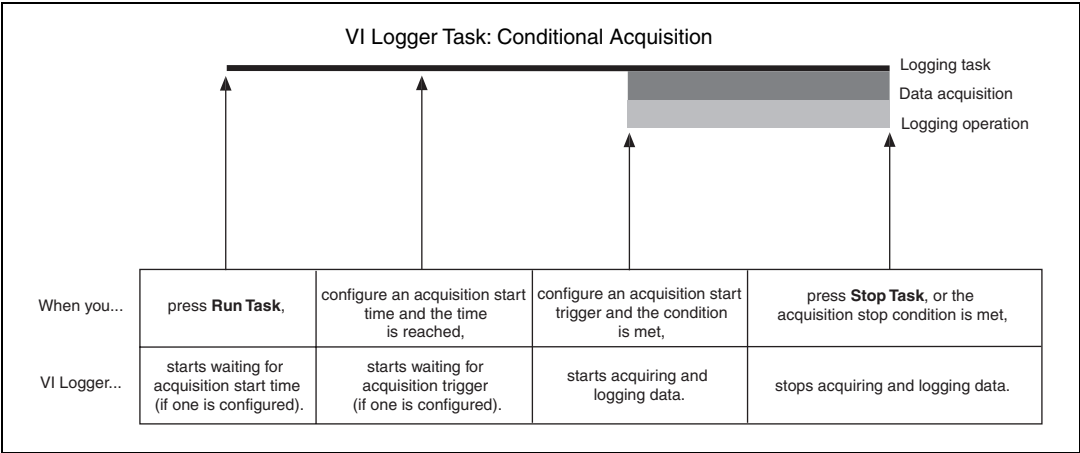 VI Logger Task: Conditional Acquisition
Logging task
Data acquisition
Logging operation
When you...
press Run Task,
configure an acquisition start
time and the time
is reached,
configure an acquisition start
trigger and the condition
is met,
press Stop Task, or the
acquisition stop condition is met,
VI Logger...
starts waiting for
acquisition start time
(if one is configured).
starts waiting for
acquisition trigger
(if one is configured).
starts acquiring and
logging data.
stops acquiring and logging data.